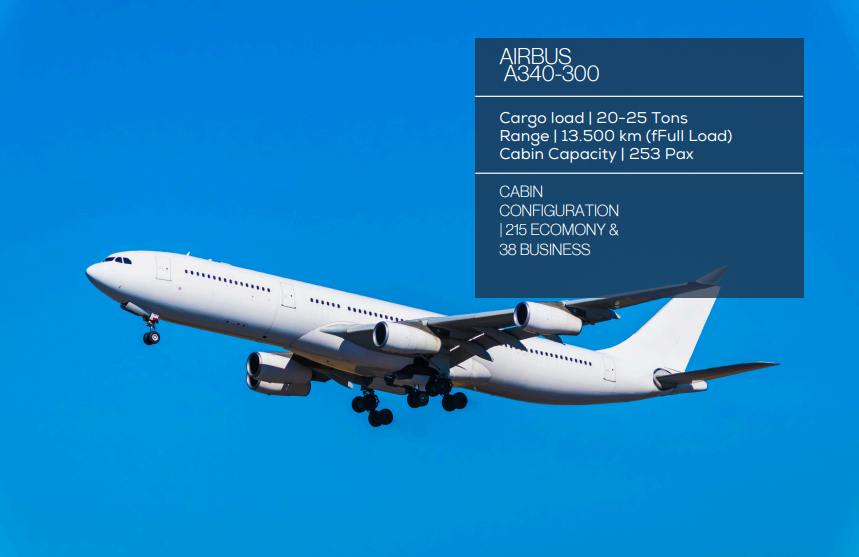 AIRBUS
A340-300
Cargo load | 20-25 Tons
Range | 13.500 km (fFull Load)
Cabin Capacity | 253 Pax
CABIN
CONFIGURATION
| 215 ECOMONY &
38 BUSINESS